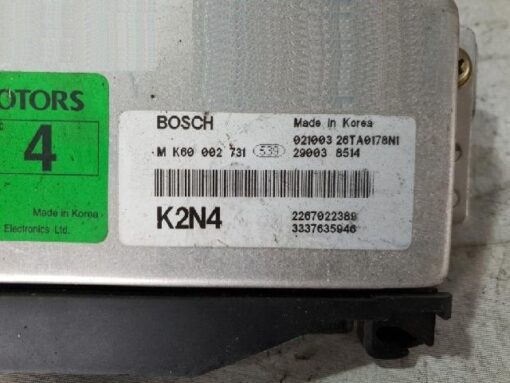 OTORS
4
Made in Korea
Electronics Ltd.
BOSCH
Made in Korea
021003 26TA0178N1
M K60 002 731 539 29003 8514
K2N4
2267922389
3337635946